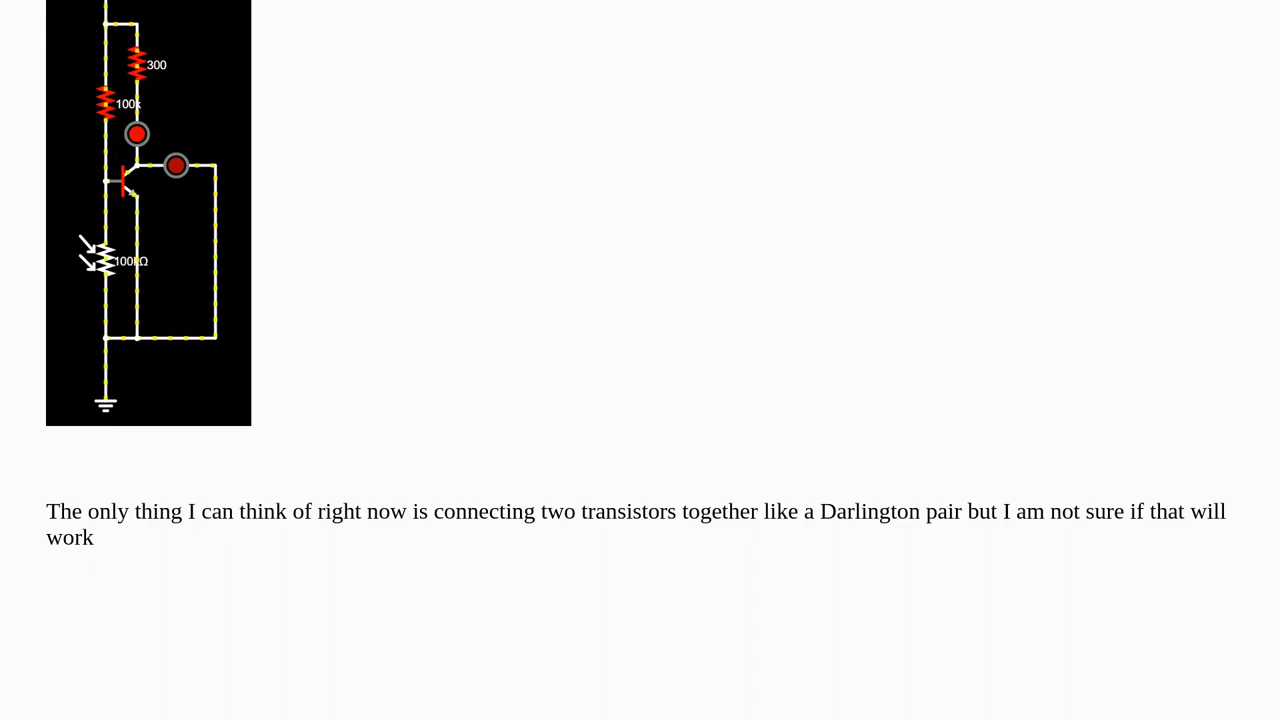 300
100k
100kΩ
The only thing I can think of right now is connecting two transistors together like a Darlington pair but I am not sure if that will
work